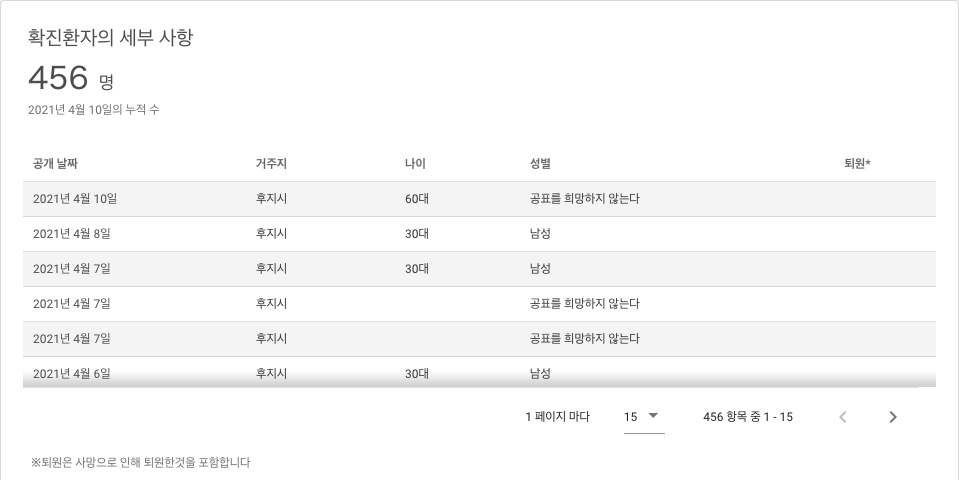 확진환자의 세부 사항
456 명
2021년 4월 10일의 누적 수
공개 날짜 거주지 나이 성별 퇴원*
2021년 4월 10일 후지시 60대 공표를 희망하지 않는다
2021년 4월 8일 후지시 30대 남성
2021년 4월 7일 후지시 30대 남성
2021년 4월 7일 후지시 공표를 희망하지 않는다
2021년 4월 7일 후지시 공표를 희망하지 않는다
2021년 4월 6일 후지시 30대 남성
1 페이지 마다 15 456 항목 중 1 - 15
※퇴원은 사망으로 인해 퇴원한것을 포함합니다